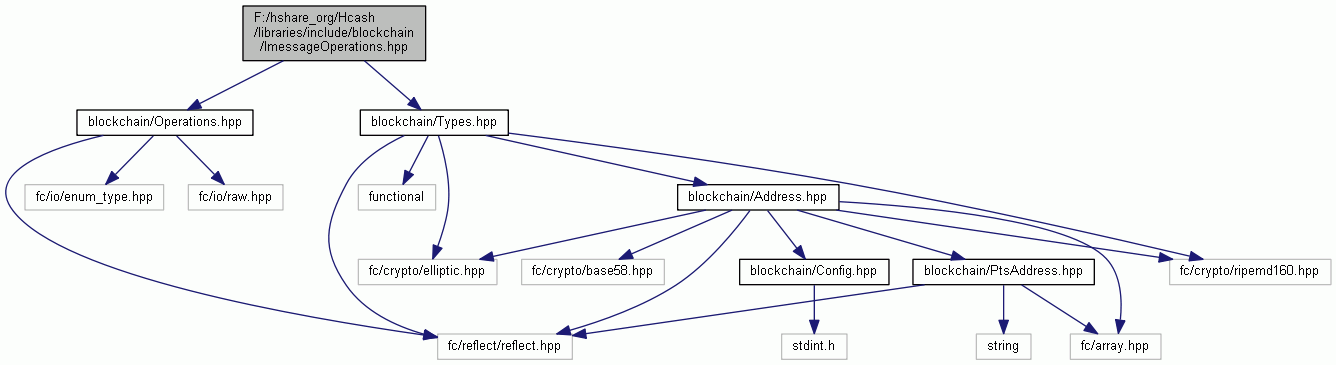 F:/hshare_org/Hcash
/libraries/include/blockchain
/ImessageOperations.hpp
blockchain/Operations.hpp
blockchain/Types.hpp
fc/io/enum_type.hpp
fc/io/raw.hpp
functional
blockchain/Address.hpp
fc/crypto/elliptic.hpp
fc/crypto/base58.hpp
blockchain/Config.hpp
blockchain/PtsAddress.hpp
fc/crypto/ripemd160.hpp
fc/reflect/reflect.hpp
stdint.h
string
fc/array.hpp